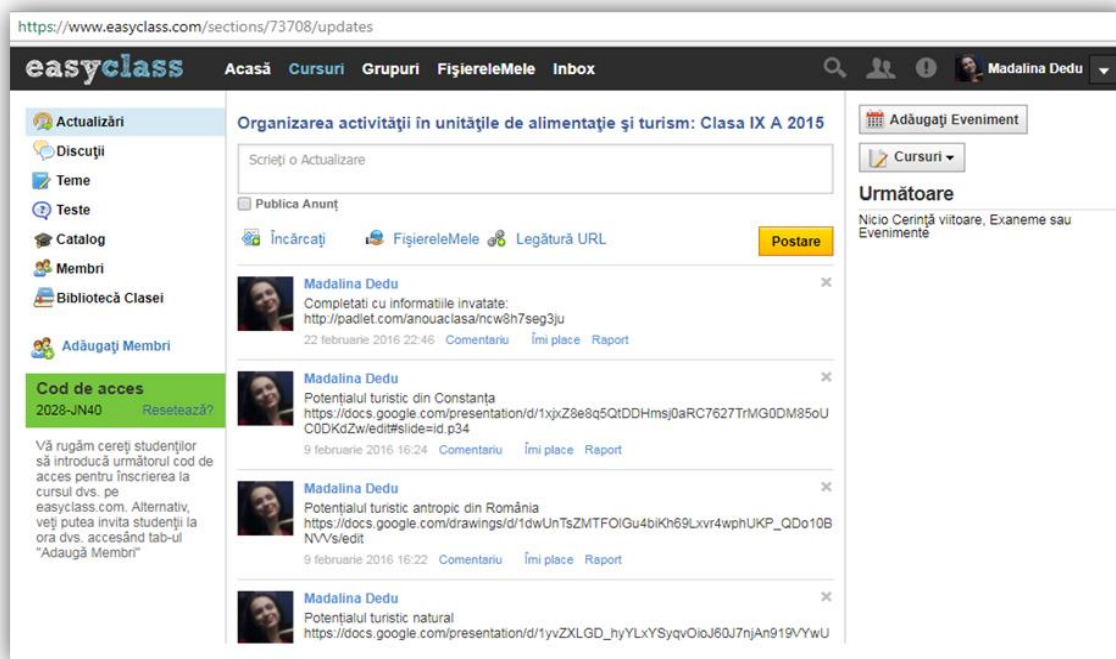 https://www.easyclass.com/sections/73708/updates
easyclass
Acasă Cursuri Grupuri FişiereleMele Inbox
Madalina Dedu
Actualizări
Discuţii
Teme
Teste
Catalog
Membri
Bibliotecă Clasei
Adăugaţi Membri
Cod de acces
2028-JN40 Resetează?
Vă rugăm cereţi studenţilor
să introducă următorul cod de
acces pentru înscrierea la
cursul dvs. pe
easyclass.com. Alternativ,
veţi putea invita studenţii la
ora dvs. accesând tab-ul
"Adaugă Membri"
Organizarea activităţii în unităţile de alimentaţie şi turism: Clasa IX A 2015
Scrieţi o Actualizare
Publica Anunţ
Încărcaţi FişiereleMele Legătură URL
Postare
Madalina Dedu
Completati cu informatiile invatate:
http://padlet.com/anouaclasa/ncw8h7seg3ju
22 februarie 2016 22:46 Comentariu Îmi place Raport
Madalina Dedu
Potențialul turistic din Constanța
https://docs.google.com/presentation/d/1xjxZ8e8q5QtDDHmsj0aRC7627TrMG0DM85oU
C0DKdZw/edit#slide=id.p34
9 februarie 2016 16:24 Comentariu Îmi place Raport
Madalina Dedu
Potențialul turistic antropic din România
https://docs.google.com/drawings/d/1dwUnTsZMTFOlGu4biKh69Lxvr4wphUKP_QDo10B
NVVs/edit
9 februarie 2016 16:22 Comentariu Îmi place Raport
Madalina Dedu
Potențialul turistic natural
https://docs.google.com/presentation/d/1yvZXLGD_hyYLxYSyqvOioJ60J7njAn919VYwU
Adăugaţi Eveniment
Cursuri
Următoare
Nicio Cerinţă viitoare, Exaneme sau
Evenimente